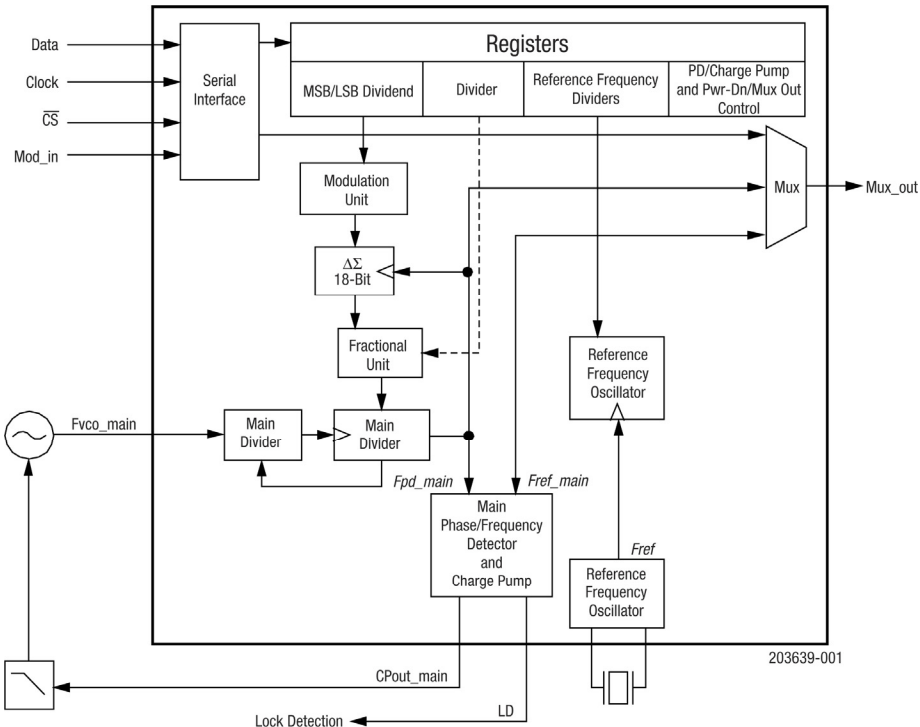 Data
Clock
CS
Mod_in
Serial
Interface
Registers
MSB/LSB Dividend
Divider
Reference Frequency
Dividers
PD/Charge Pump
and Pwr-Dn/Mux Out
Control
Modulation
Unit
Mux
Mux_out
ΔΣ
18-Bit
Fractional
Unit
Reference
Frequency
Oscillator
Fvco_main
Main
Divider
Main
Divider
Fpd_main
Fref_main
Main
Phase/Frequency
Detector
and
Charge Pump
Fref
Reference
Frequency
Oscillator
203639-001
CPout_main
LD
Lock Detection